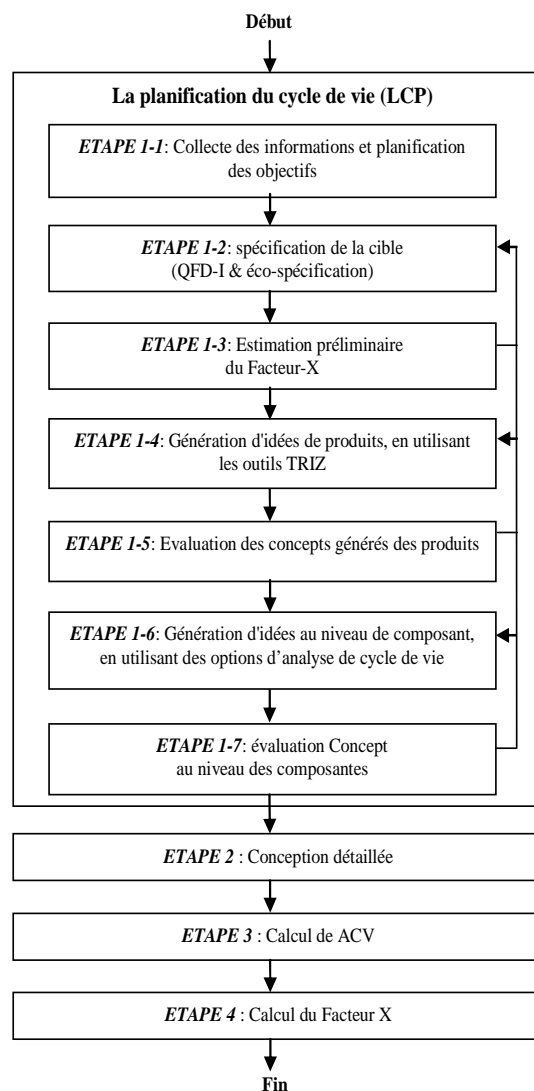 Début
La planification du cycle de vie (LCP)
ETAPE 1-1: Collecte des informations et planification
des objectifs
ETAPE 1-2: spécification de la cible
(QFD-I & éco-spécification)
ETAPE 1-3: Estimation préliminaire
du Facteur-X
ETAPE 1-4: Génération d'idées de produits, en utilisant
les outils TRIZ
ETAPE 1-5: Evaluation des concepts générés des produits
ETAPE 1-6: Génération d'idées au niveau de composant,
en utilisant des options d’analyse de cycle de vie
ETAPE 1-7: évaluation Concept
au niveau des composantes
ETAPE 2 : Conception détaillée
ETAPE 3 : Calcul de ACV
ETAPE 4 : Calcul du Facteur X
Fin